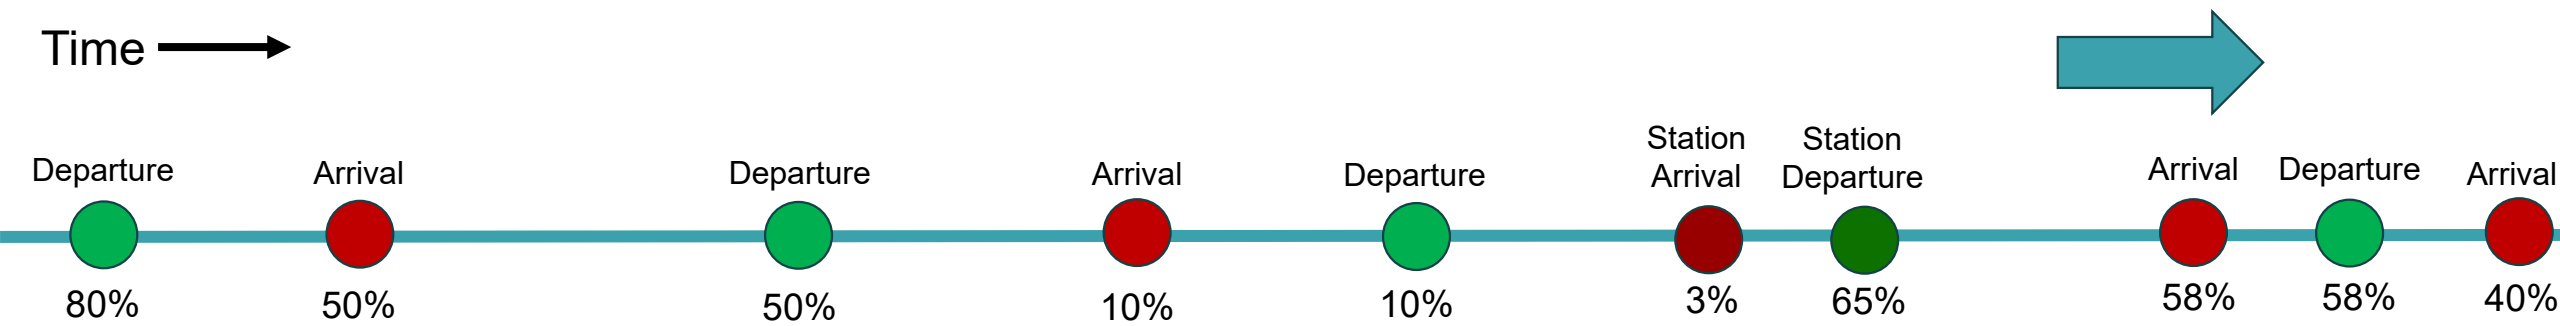 Time
Departure
Arrival
Departure
Arrival
Departure
Station
Arrival
Station
Departure
Arrival
Departure
Arrival
80%
50%
50%
10%
10%
3%
65%
58%
58%
40%